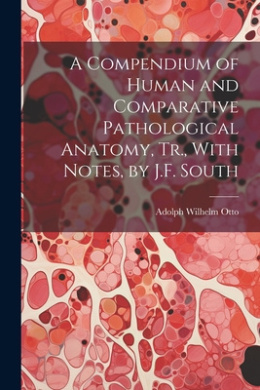 A Compendium of
Human and
Comparative
Pathological
Anatomy, Tr., With
Notes, by J.F. South
Adolph Wilhelm Otto